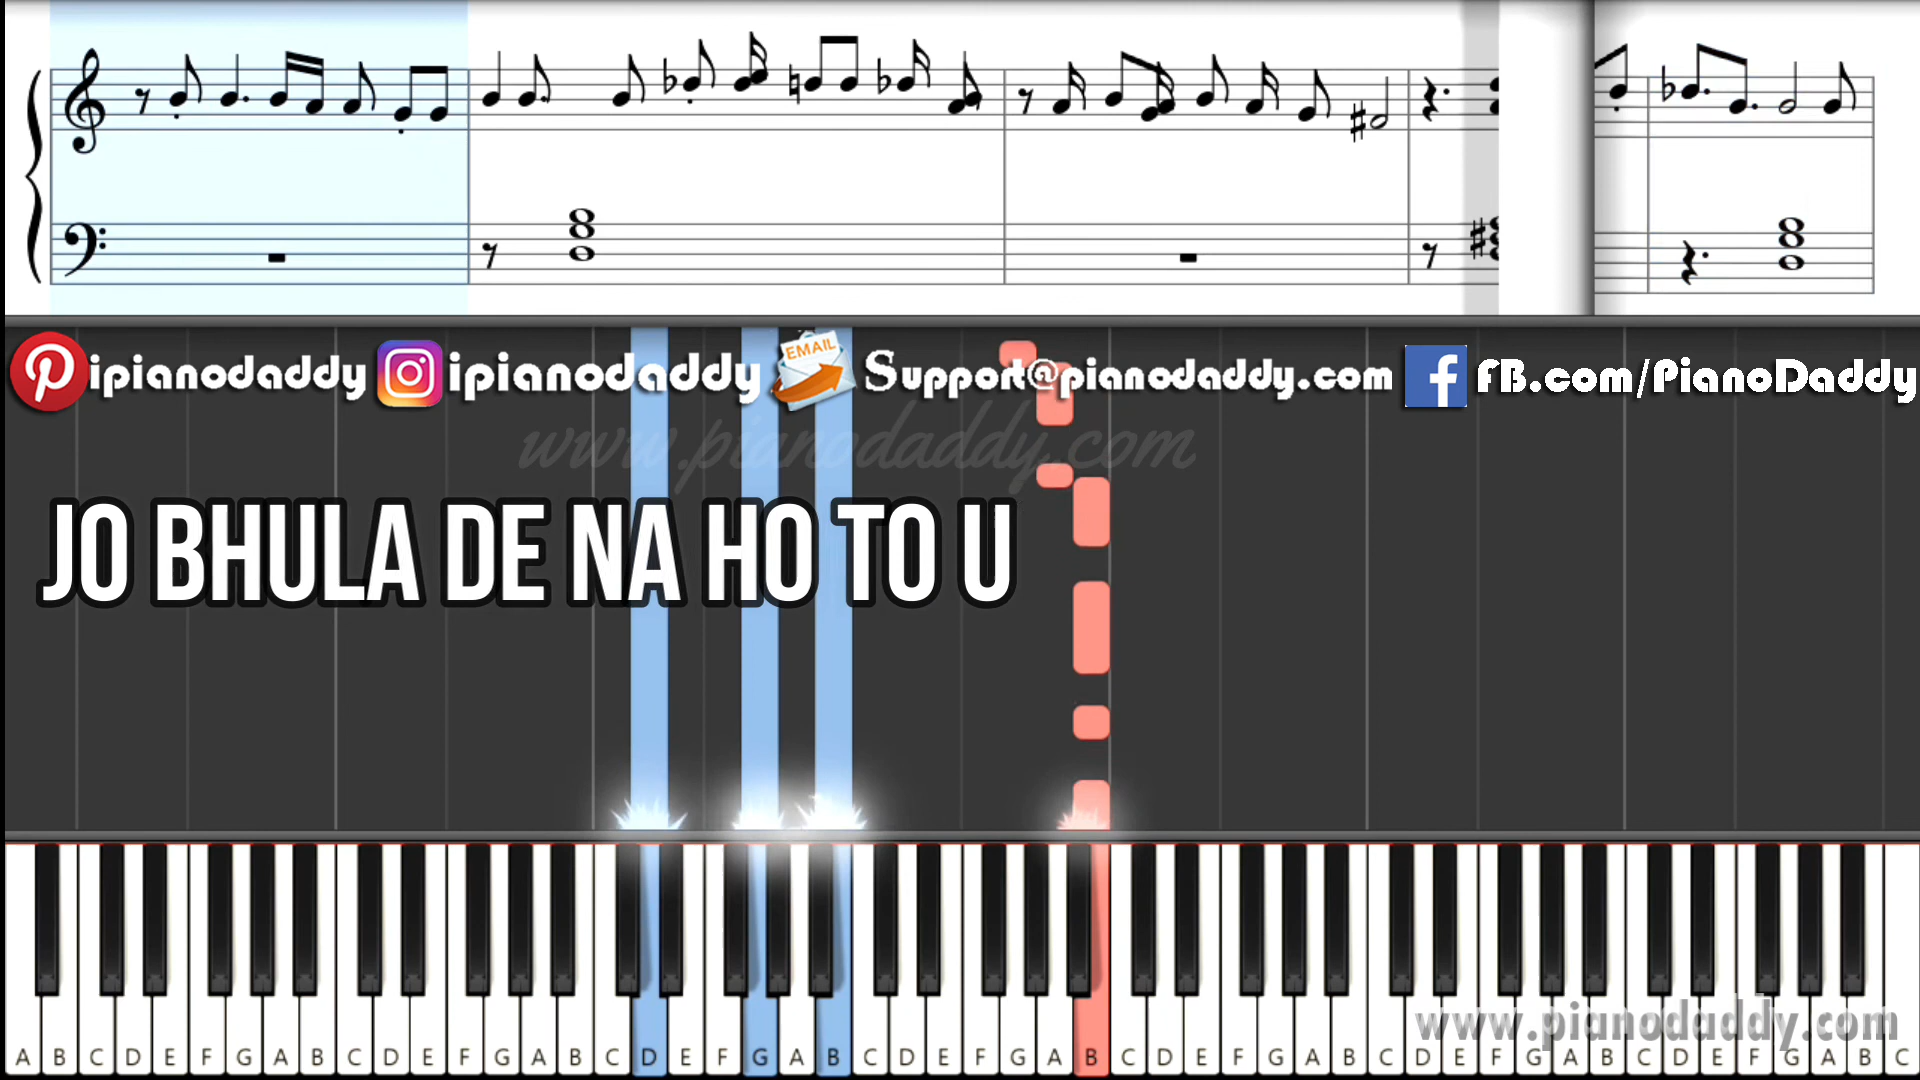 ipianodaddy ipianodaddy EMAIL Support@pianodaddy.com f FB.com/PianoDaddy
www.pianodaddy.com
JO BHULA DE NA HO TO U
www.pianodaddy.com
A B C D E F G A B C D E F G A B C D E F G A B C D E F G A B C D E F G A B C D E F G A B C D E F G A B C